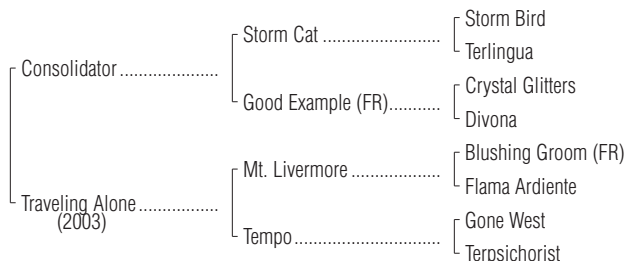 Storm Bird
Storm Cat ........................
Terlingua
Consolidator ....................
Crystal Glitters
Good Example (FR)...........
Divona
Blushing Groom (FR)
Mt. Livermore ..................
Flama Ardiente
Traveling Alone ................
(2003)
Gone West
Tempo..............................
Terpsichorist